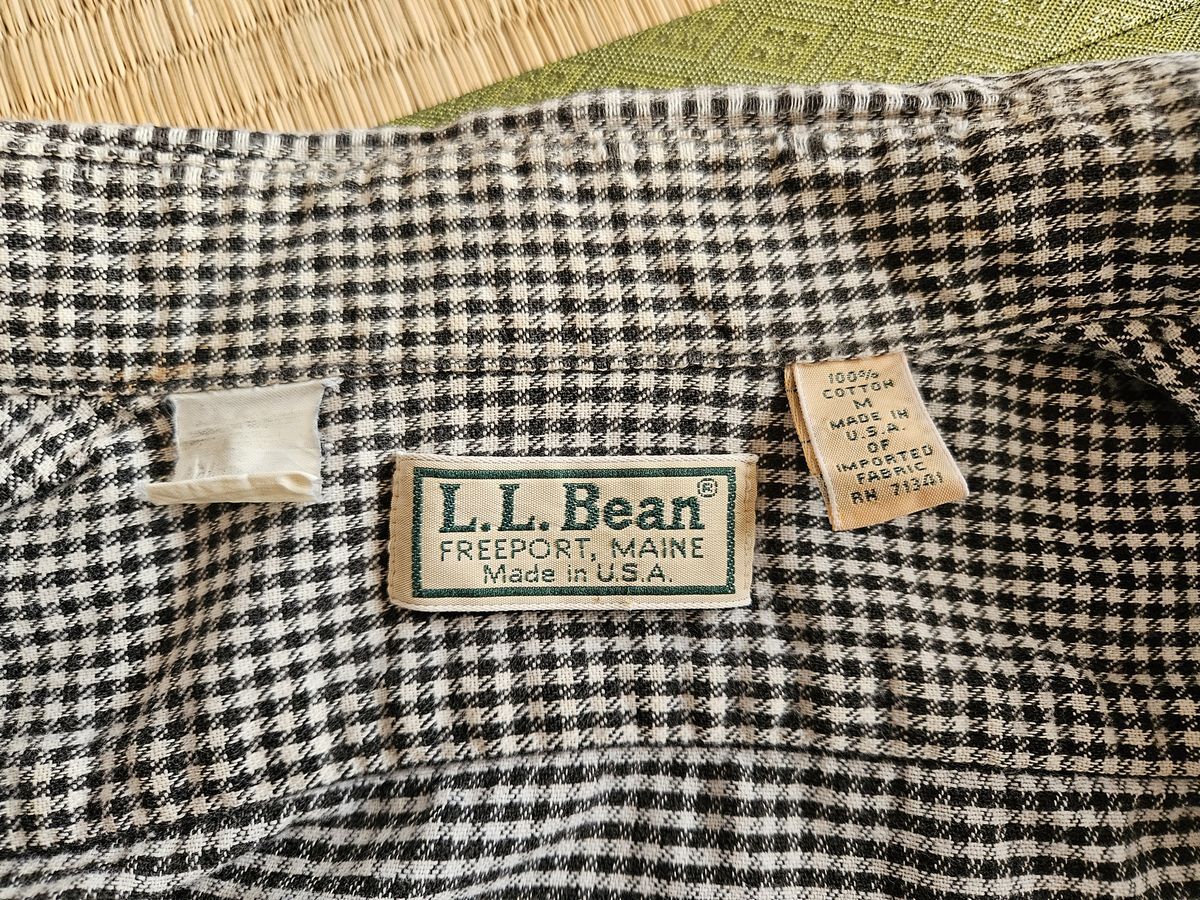 L.L.Bean®
FREEPORT, MAINE
Made in U.S.A.
100%
COTTON
M
MADE IN
U.S.A.
OF
IMPORTED
FABRIC
RN 71341